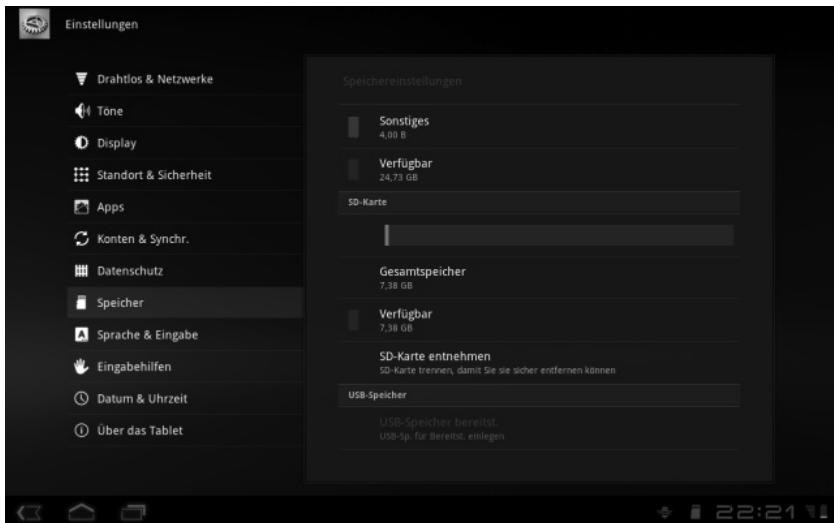 Einstellungen
Drahtlos & Netzwerke
Töne
Display
Standort & Sicherheit
Apps
Konten & Synchr.
Datenschutz
Speicher
Sprache & Eingabe
Eingabehilfen
Datum & Uhrzeit
Über das Tablet
Speichereinstellungen
Sonstiges
4,00 B
Verfügbar
24,73 GB
SD-Karte
Gesamtspeicher
7,38 GB
Verfügbar
7,38 GB
SD-Karte entnehmen
SD-Karte trennen, damit Sie sie sicher entfernen können
USB-Speicher
USB-Speicher bereitst.
USB-Sp. für Bereitst. einlegen
22:21